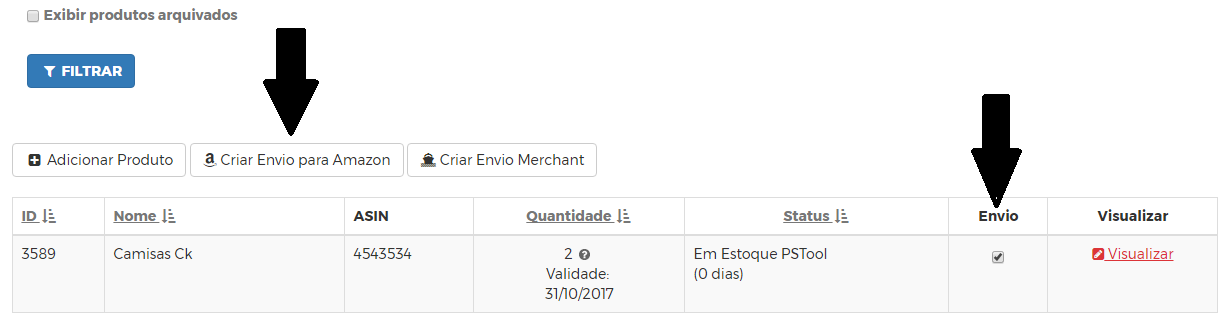 Exibir produtos arquivados
FILTRAR
Adicionar Produto Criar Envio para Amazon Criar Envio Merchant
ID Nome ASIN Quantidade Status Envio Visualizar
3589 Camisas Ck 4543534 2 Em Estoque PSTool Visualizar
Validade: (0 dias)
31/10/2017